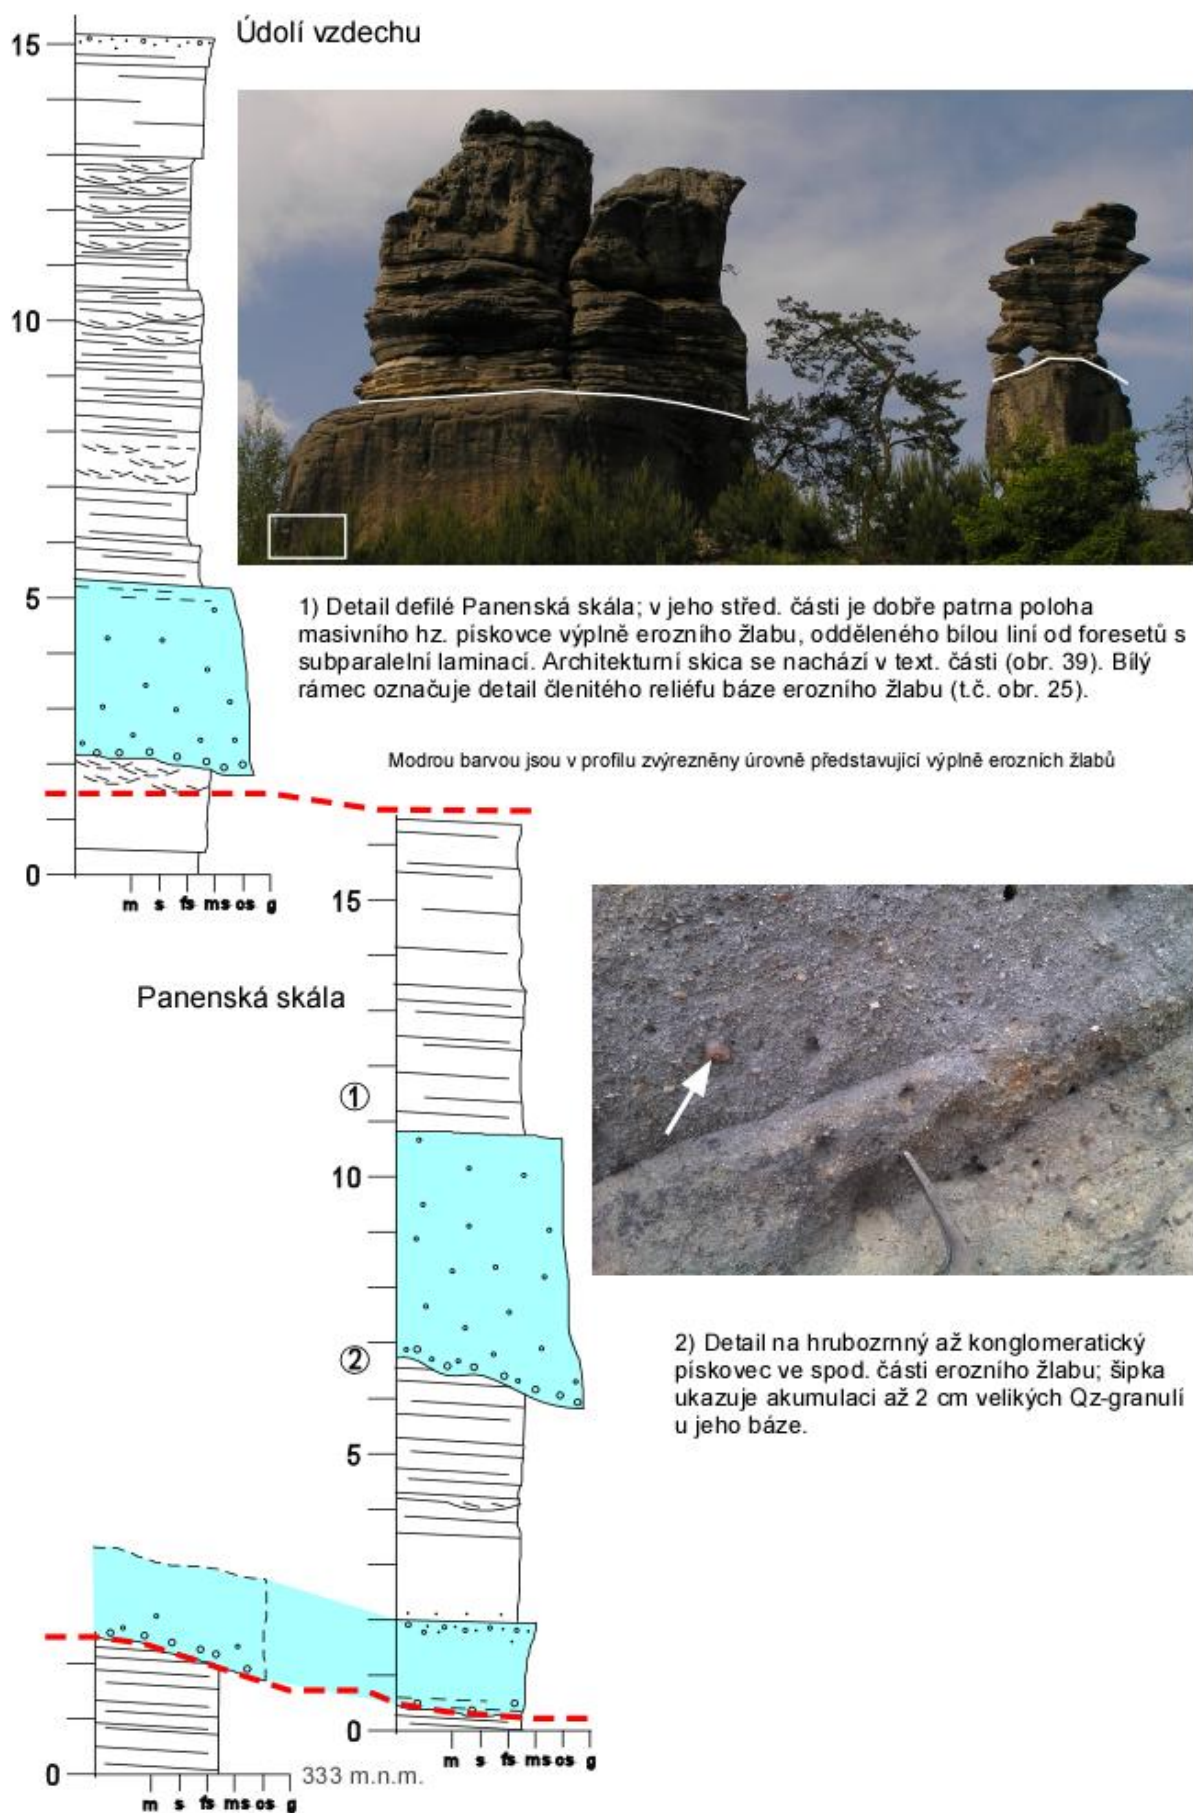 Údolí vzdechu
15
10
5
0
m s fs ms os g
1) Detail defilé Panenská skála; v jeho střed. části je dobře patrna poloha
masivního hz. pískovce výplně erozního žlabu, odděleného bílou liní od foresetů s
subparalelní laminací. Architekturní skica se nachází v text. části (obr. 39). Bílý
rámec označuje detail členitého reliéfu báze erozního žlabu (t.č. obr. 25).
Modrou barvou jsou v profilu zvýrezněny úrovně představující výplně erozních žlabů
Panenská skála
15
1
10
2
5
0
m s fs ms os g
2) Detail na hrubozrnný až konglomeratický
pískovec ve spod. části erozního žlabu; šipka
ukazuje akumulaci až 2 cm velikých Qz-granulí
u jeho báze.
0
333 m.n.m.
m s fs ms os g